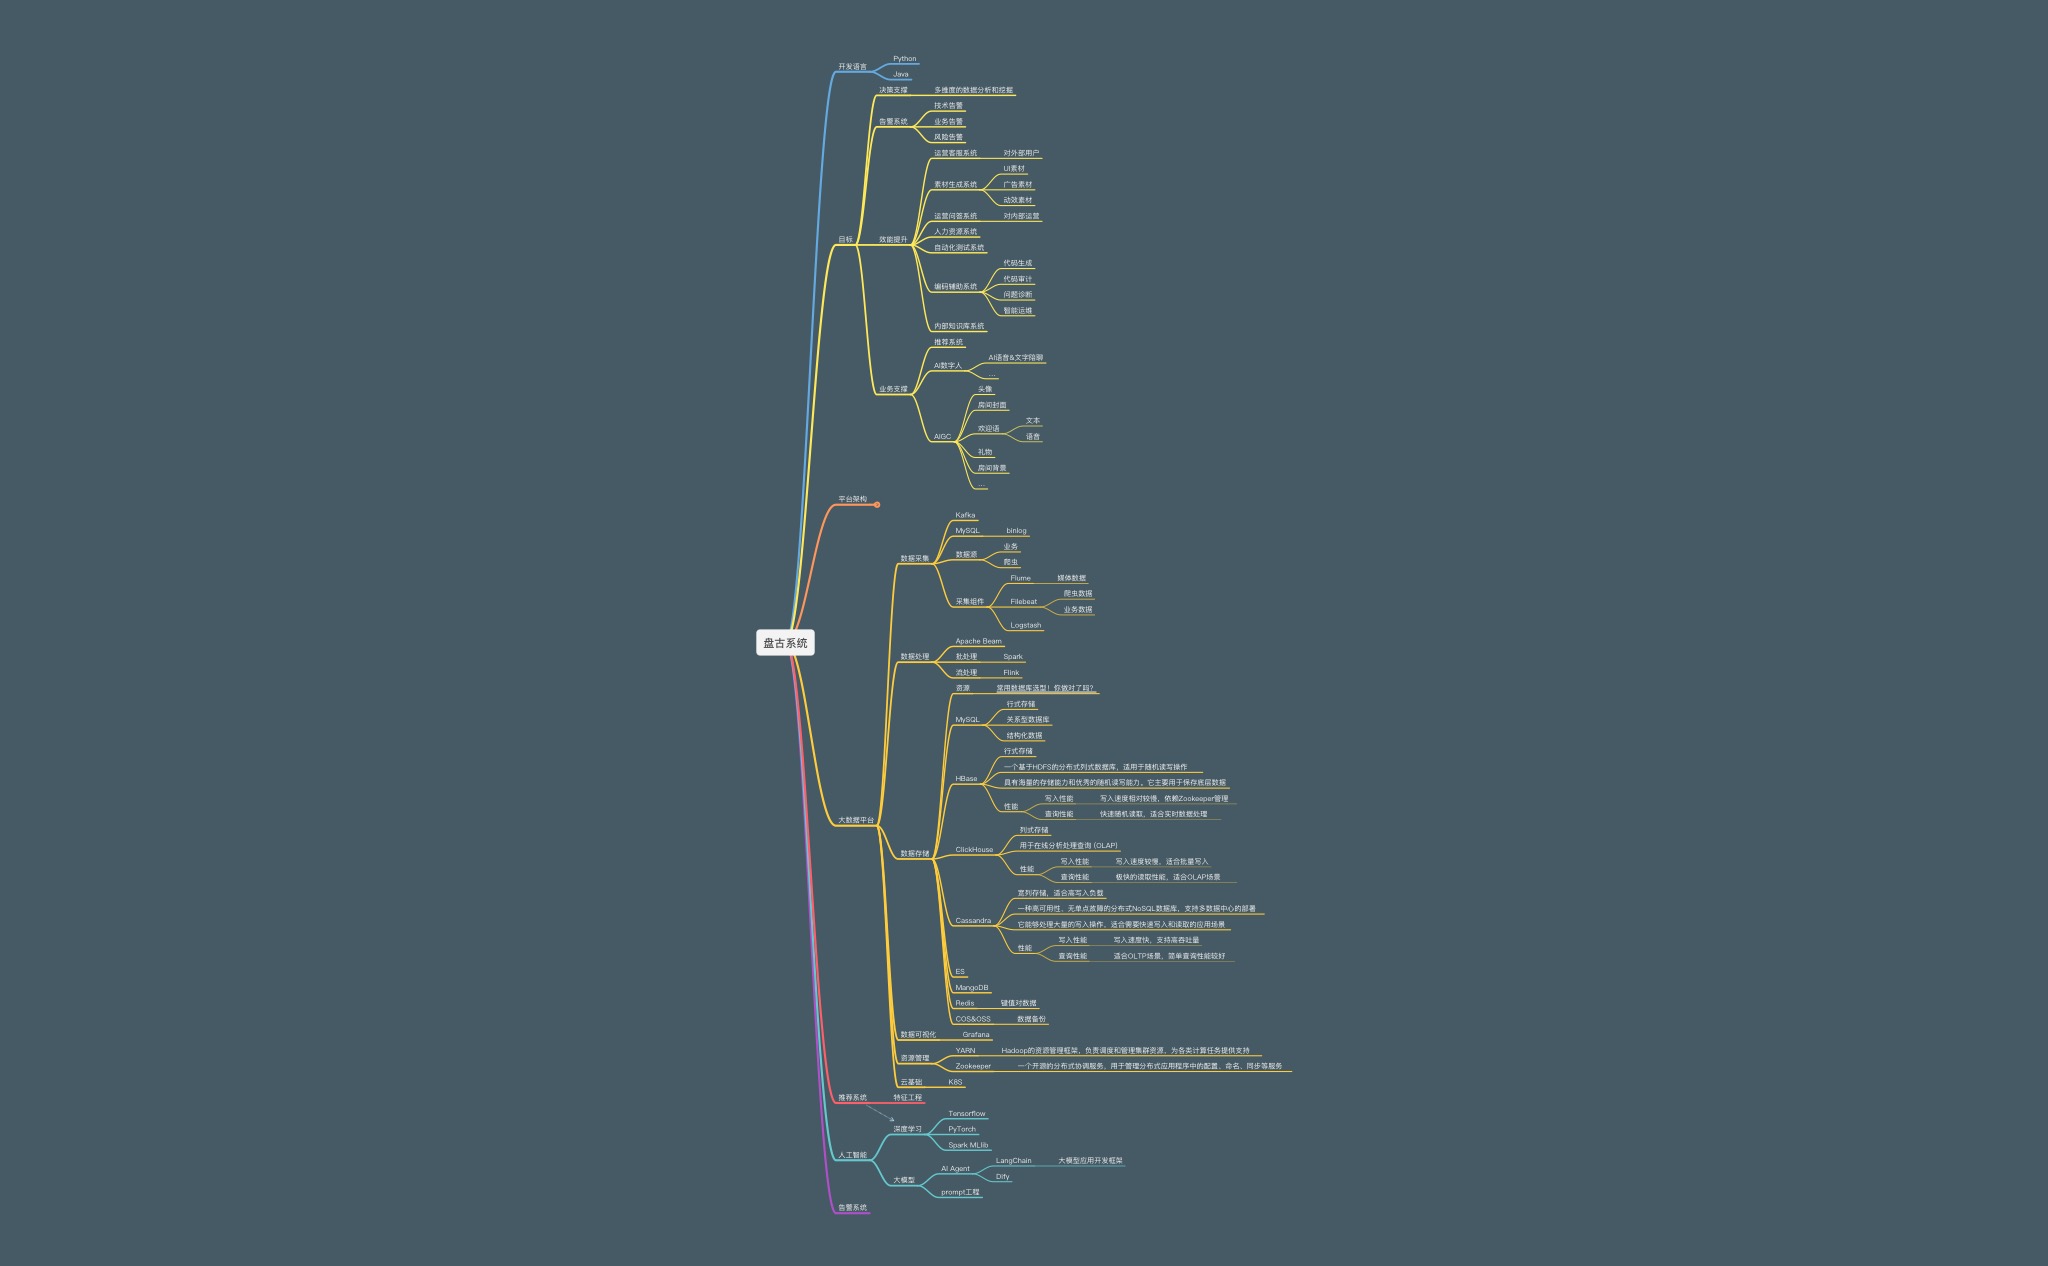 Python
开发语言
Java
决策支撑
多维度的数据分析和挖掘
技术告警
告警系统
业务告警
风险告警
运营客服系统
对外部用户
UI素材
素材生成系统
广告素材
动效素材
运营问答系统
对内部运营
人力资源系统
目标
效能提升
自动化测试系统
代码生成
代码审计
编码辅助系统
问题诊断
智能运维
内部知识库系统
推荐系统
AI语音&文字陪聊
AI数字人
...
业务支撑
头像
房间封面
文本
欢迎语
AIGC
语音
礼物
房间背景
...
平台架构
Kafka
MySQL
binlog
业务
数据源
数据采集
爬虫
Flume
媒体数据
爬虫数据
采集组件
Filebeat
业务数据
Logstash
盘古系统
Apache Beam
数据处理
批处理
Spark
流处理
Flink
资源
常用数据库选型！你做对了吗？
行式存储
MySQL
关系型数据库
结构化数据
行式存储
一个基于HDFS的分布式列式数据库，适用于随机读写操作
HBase
具有海量的存储能力和优秀的随机读写能力。它主要用于保存底层数据
写入性能
写入速度相对较慢，依赖Zookeeper管理
性能
查询性能
快速随机读取，适合实时数据处理
大数据平台
列式存储
用于在线分析处理查询 (OLAP)
数据存储
ClickHouse
写入性能
写入速度较慢，适合批量写入
性能
查询性能
极快的读取性能，适合OLAP场景
宽列存储，适合高写入负载
一种高可用性、无单点故障的分布式NoSQL数据库，支持多数据中心的部署
Cassandra
它能够处理大量的写入操作，适合需要快速写入和读取的应用场景
写入性能
写入速度快，支持高吞吐量
性能
查询性能
适合OLTP场景，简单查询性能较好
ES
MangoDB
Redis
键值对数据
COS&OSS
数据备份
数据可视化
Grafana
YARN
Hadoop的资源管理框架，负责调度和管理集群资源，为各类计算任务提供支持
资源管理
Zookeeper
一个开源的分布式协调服务，用于管理分布式应用程序中的配置、命名、同步等服务
云基础
K8S
推荐系统
特征工程
Tensorflow
深度学习
PyTorch
Spark MLlib
人工智能
LangChain
大模型应用开发框架
AI Agent
大模型
Dify
prompt工程
告警系统